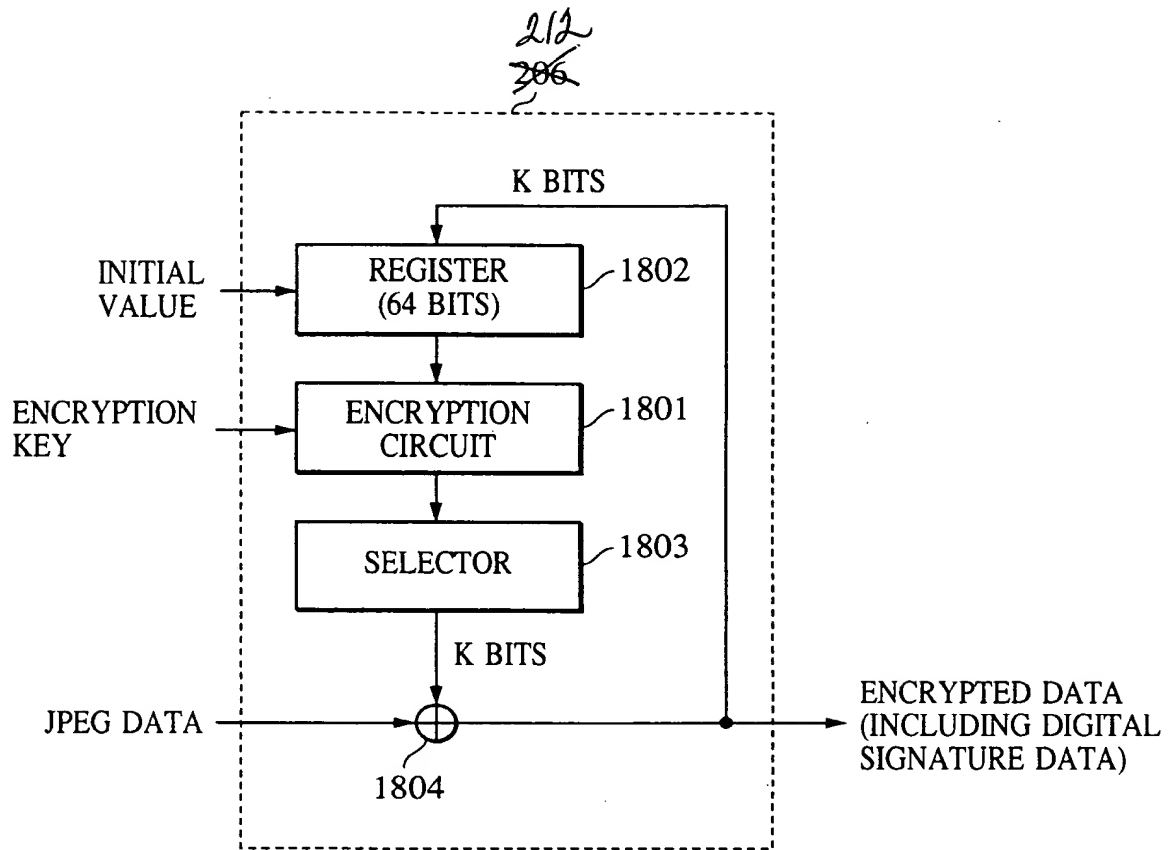 212
206
K BITS
INITIAL
VALUE
REGISTER
(64 BITS)
1802
ENCRYPTION
KEY
ENCRYPTION
CIRCUIT
1801
SELECTOR
1803
K BITS
JPEG DATA
1804
ENCRYPTED DATA
(INCLUDING DIGITAL
SIGNATURE DATA)